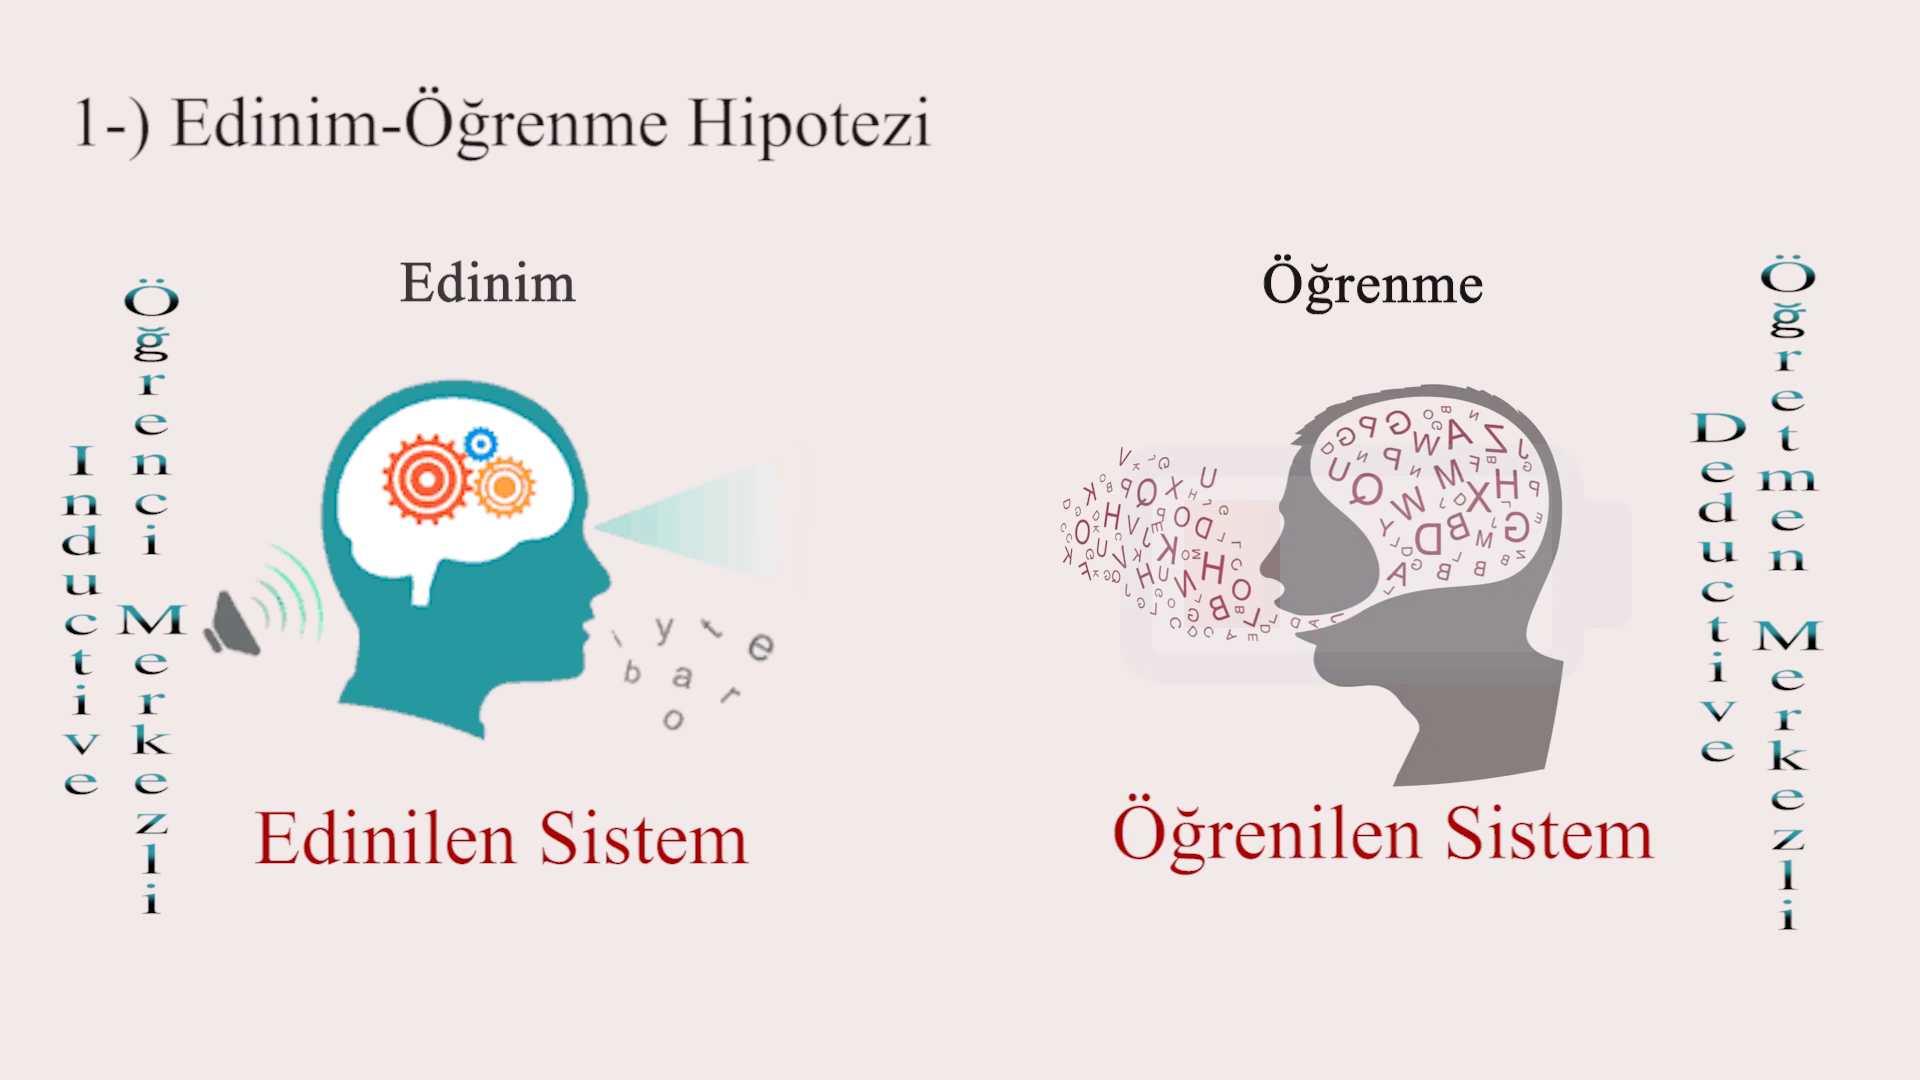 1-) Edinim-Öğrenme Hipotezi
Edinim
Öğrenme
Inductive
Öğrenci Merkezli
Deductive
Öğretmen Merkezli
Edinilen Sistem
Öğrenilen Sistem